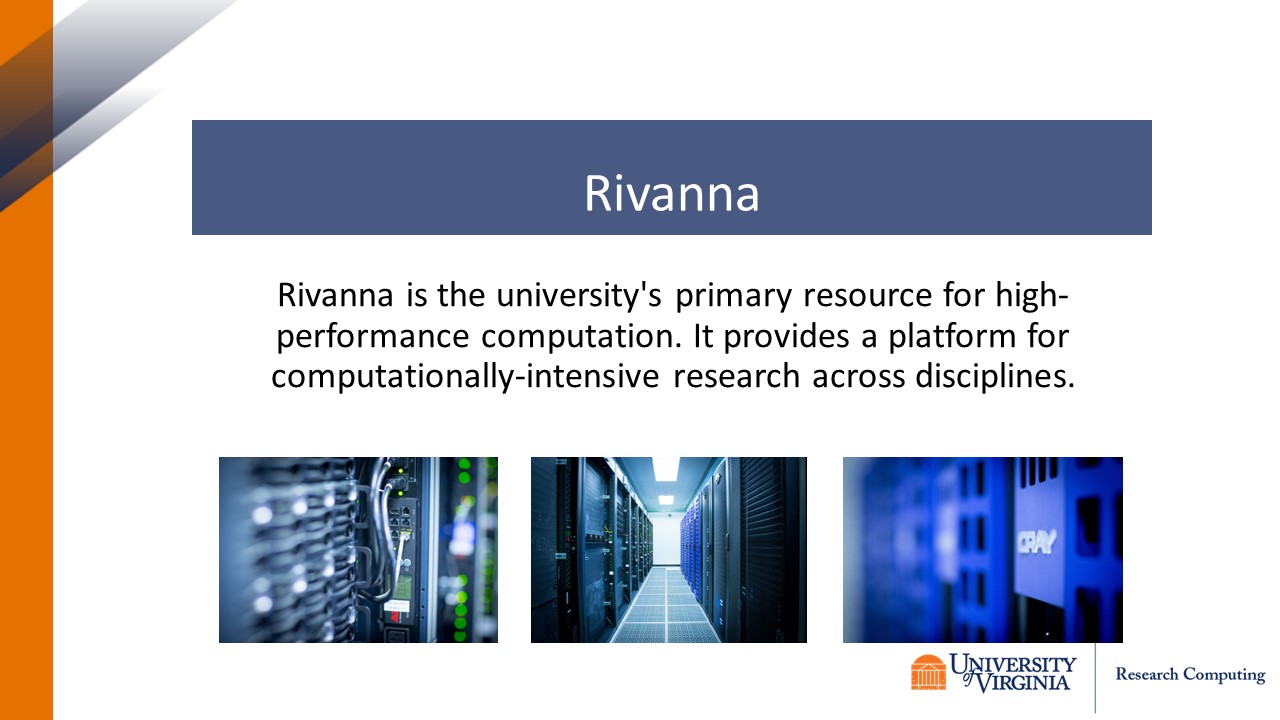 Rivanna
Rivanna is the university's primary resource for high-
performance computation. It provides a platform for
computationally-intensive research across disciplines.
CRAY
UNIVERSITY
of VIRGINIA
Research Computing